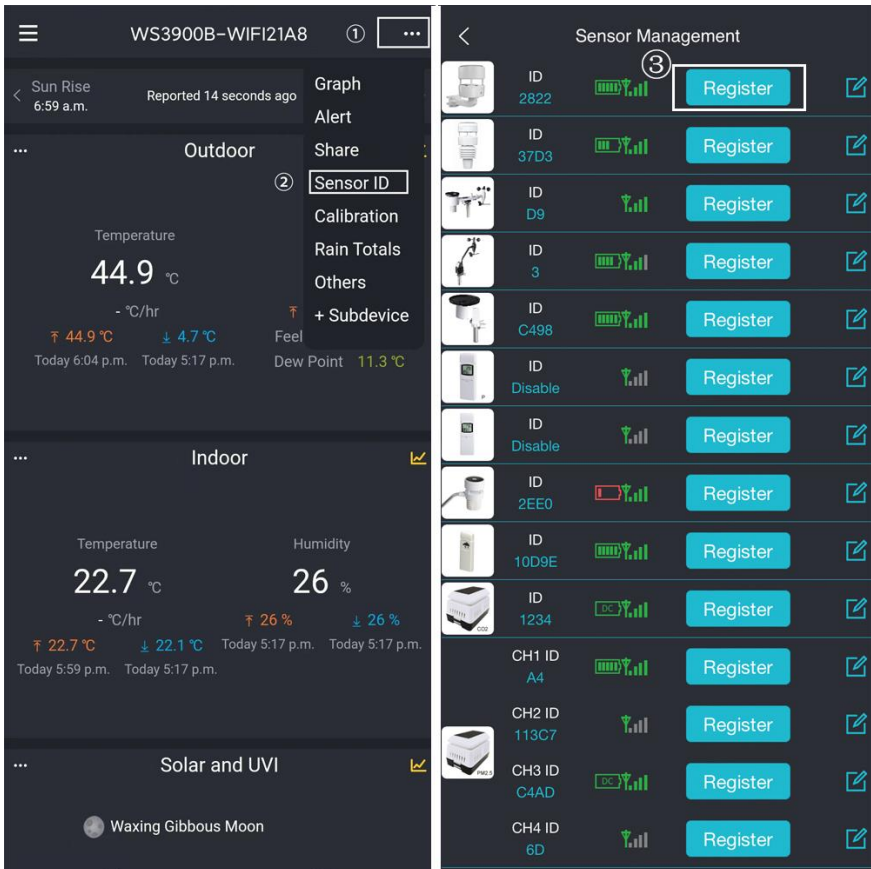 WS3900B-WIFI21A8
①
Sun Rise
6:59 a.m.
Reported 14 seconds ago
Graph
Alert
Share
② Sensor ID
Calibration
Rain Totals
Others
+ Subdevice
Outdoor
Temperature
44.9 ℃
- ℃/hr
44.9 ℃ 4.7 ℃
Today 6:04 p.m. Today 5:17 p.m.
Feel
Dew Point 11.3 ℃
Indoor
Temperature Humidity
22.7 ℃ 26 %
- ℃/hr
26 % 26 %
22.7 ℃ 22.1 ℃ Today 5:17 p.m. Today 5:17 p.m.
Today 5:59 p.m. Today 5:17 p.m.
Solar and UVI
Waxing Gibbous Moon
Sensor Management
③
ID
2822
Register
ID
37D3
Register
ID
D9
Register
ID
3
Register
ID
C498
Register
P
ID
Disable
Register
ID
Disable
Register
ID
2EE0
Register
ID
10D9E
Register
CO2
ID
1234
DC
Register
CH1 ID
A4
Register
CH2 ID
113C7
Register
PM2.5
CH3 ID
C4AD
DC
Register
CH4 ID
6D
Register